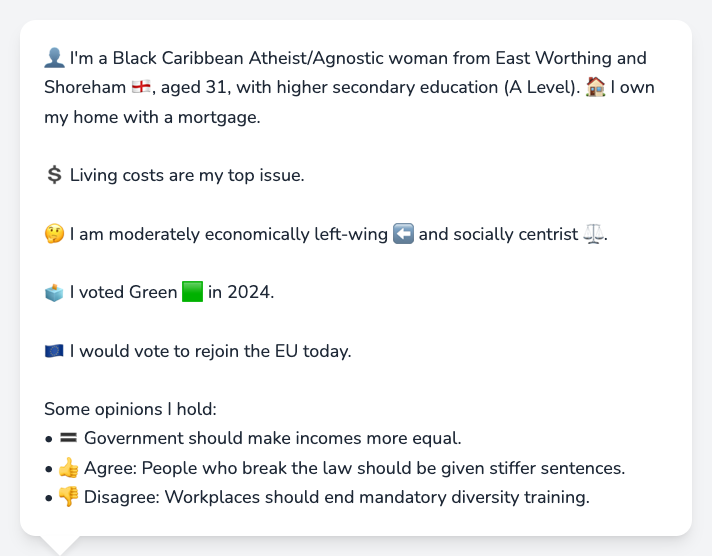 👤 I'm a Black Caribbean Atheist/Agnostic woman from East Worthing and
Shoreham 🏴󠁧󠁢󠁥󠁮󠁧󠁿, aged 31, with higher secondary education (A Level). 🏠 I own
my home with a mortgage.
💲 Living costs are my top issue.
🤔 I am moderately economically left-wing ⬅️ and socially centrist ⚖️.
🗳️ I voted Green 🟩 in 2024.
🇪🇺 I would vote to rejoin the EU today.
Some opinions I hold:
• 🟰 Government should make incomes more equal.
• 👍 Agree: People who break the law should be given stiffer sentences.
• 👎 Disagree: Workplaces should end mandatory diversity training.